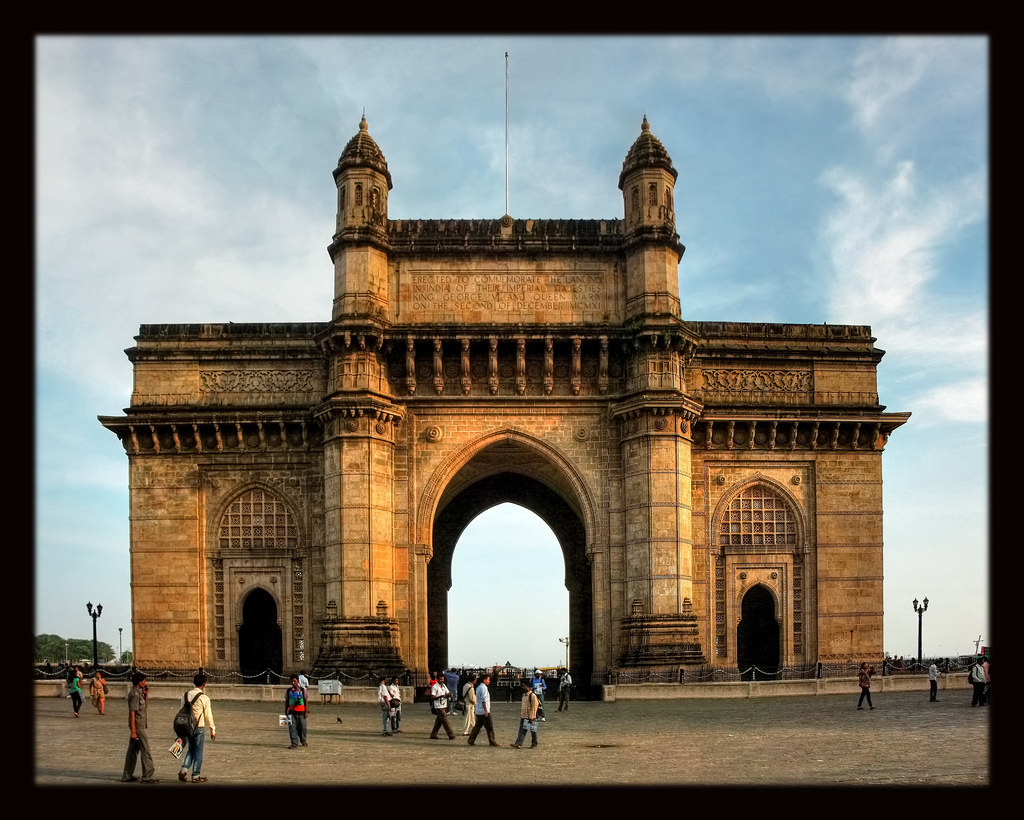 ERECTED TO COMMEMORATE THE LANDING
IN INDIA OF THEIR IMPERIAL MAJESTIES
KING GEORGE V AND QUEEN MARY
ON THE SECOND OF DECEMBER MCMXI